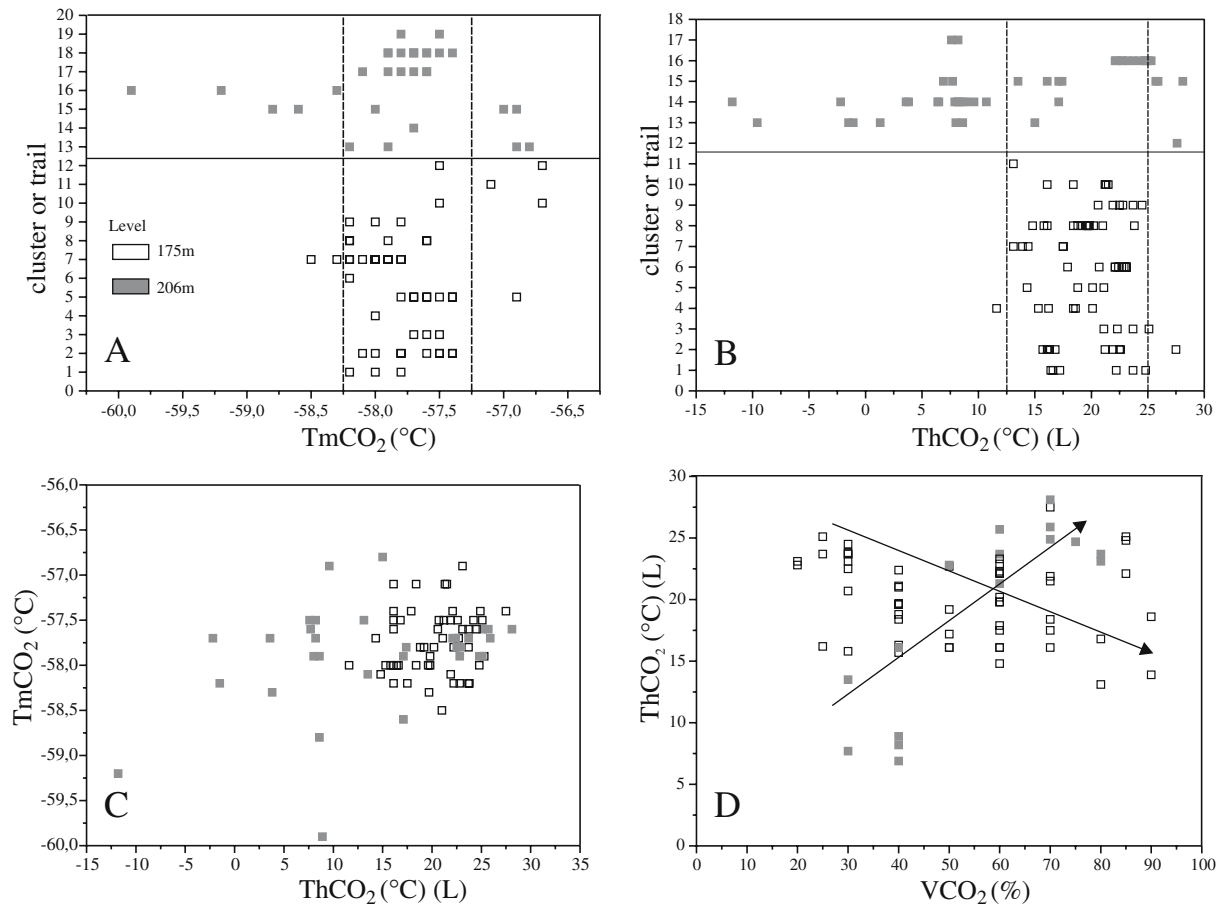 20
19
18
17
16
15
14
13
12
11
10
9
8
7
6
5
4
3
2
1
0
cluster or trail
Level
175m
206m
A
-60,0 -59,5 -59,0 -58,5 -58,0 -57,5 -57,0 -56,5
TmCO₂ (°C)
18
17
16
15
14
13
12
11
10
9
8
7
6
5
4
3
2
1
0
cluster or trail
B
-15 -10 -5 0 5 10 15 20 25 30
ThCO₂ (°C) (L)
-56,0
-56,5
-57,0
-57,5
-58,0
-58,5
-59,0
-59,5
-60,0
TmCO₂ (°C)
C
-15 -10 -5 0 5 10 15 20 25 30 35
ThCO₂ (°C) (L)
30
25
20
15
10
5
0
ThCO₂ (°C) (L)
D
0 10 20 30 40 50 60 70 80 90 100
VCO₂ (%)